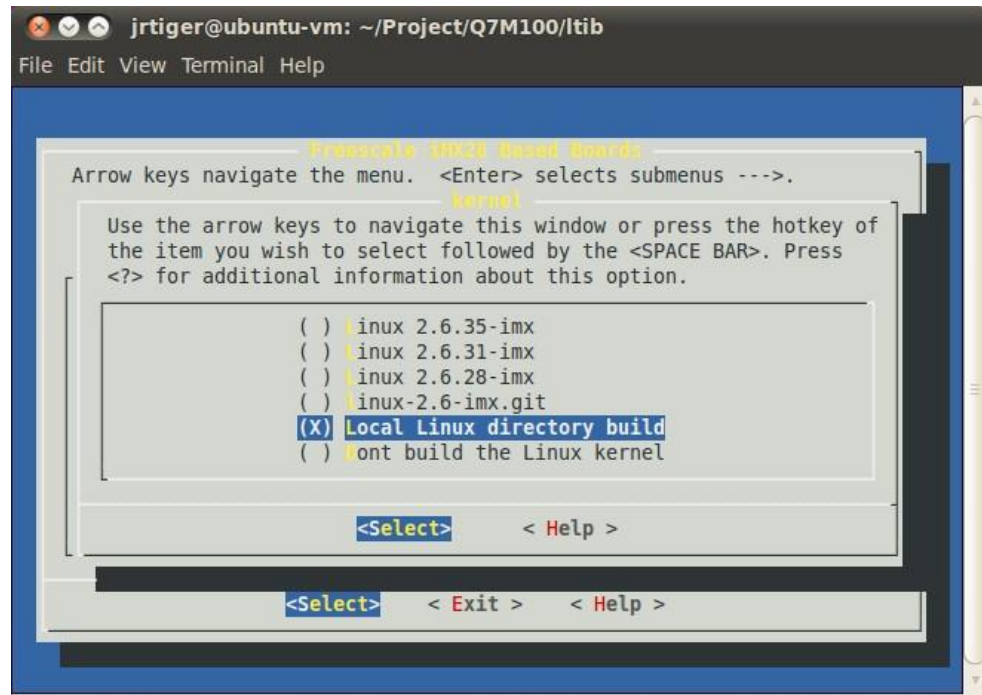 jrtiger@ubuntu-vm: ~/Project/Q7M100/ltib
File Edit View Terminal Help
Freescale iMX28 Based Boards
Arrow keys navigate the menu. <Enter> selects submenus --->.
kernel
Use the arrow keys to navigate this window or press the hotkey of
the item you wish to select followed by the <SPACE BAR>. Press
<?> for additional information about this option.
( ) Linux 2.6.35-imx
( ) Linux 2.6.31-imx
( ) Linux 2.6.28-imx
( ) Linux-2.6-imx.git
(X) Local Linux directory build
( ) Dont build the Linux kernel
<Select> < Help >
<Select> < Exit > < Help >